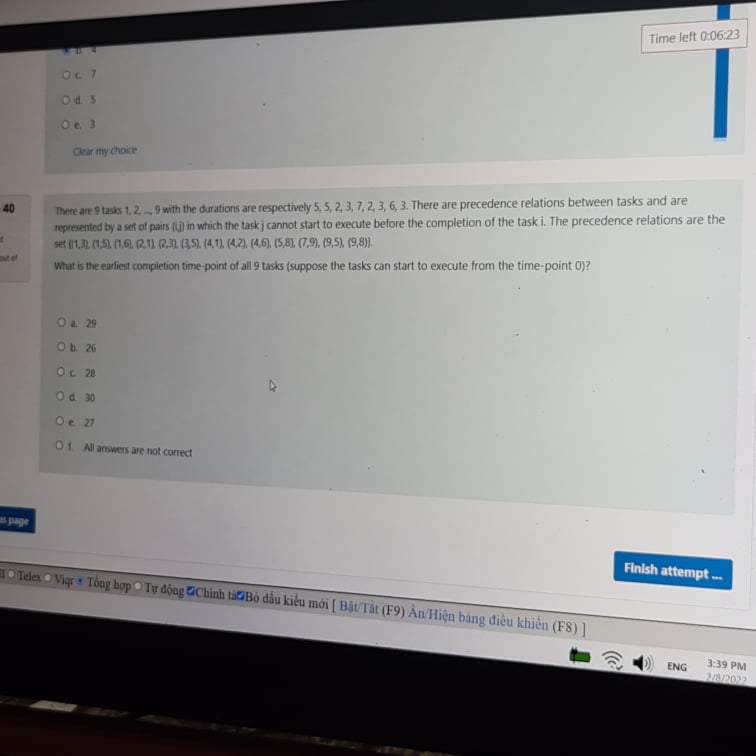 Time left 0:06:23
c. 7
d. 5
e. 3
Clear my choice
40
out of
There are 9 tasks 1, 2, ..., 9 with the durations are respectively 5, 5, 2, 3, 7, 2, 3, 6, 3. There are precedence relations between tasks and are
represented by a set of pairs (i,j) in which the task j cannot start to execute before the completion of the task i. The precedence relations are the
set {(1,3), (1,5), (1,6), (2,1), (2,3), (3,5), (4,1), (4,2), (4,6), (5,8), (7,9), (9,5), (9,8)}.
What is the earliest completion time-point of all 9 tasks (suppose the tasks can start to execute from the time-point 0)?
a. 29
b. 26
c. 28
d. 30
e. 27
f. All answers are not correct
us page
Finish attempt ...
Telex Viqr Tổng hợp Tự động Chính tả Bỏ dấu kiểu mới [ Bật/Tắt (F9) Ẩn/Hiện bảng điều khiển (F8) ]
ENG
3:39 PM
2/8/2022